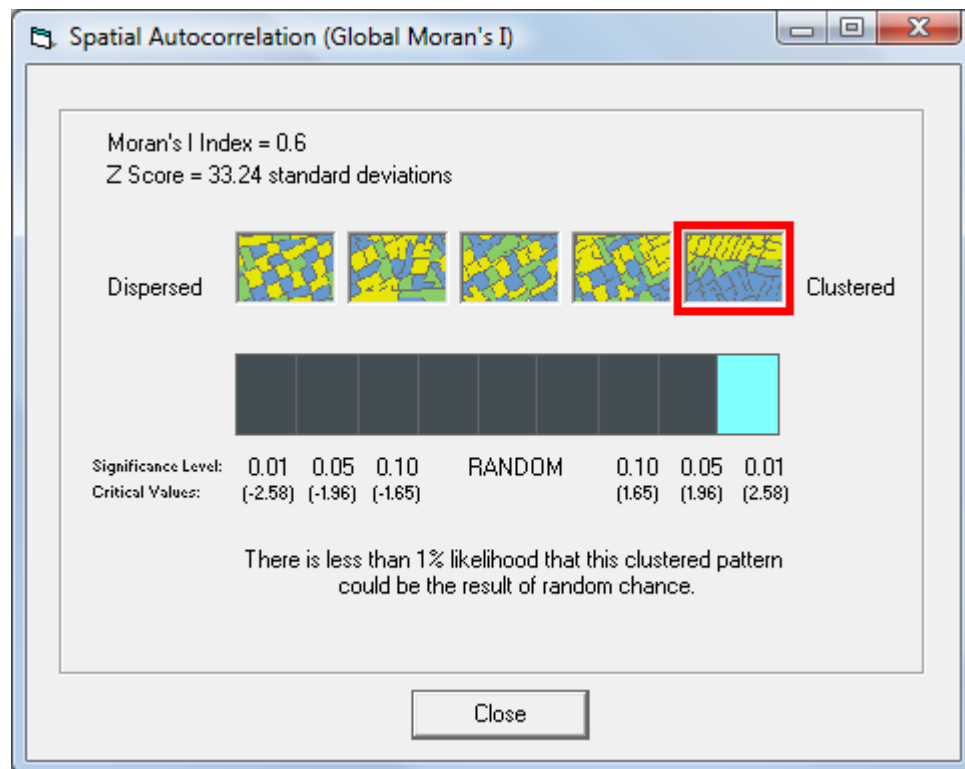 Spatial Autocorrelation (Global Moran's I)
Moran's I Index = 0.6
Z Score = 33.24 standard deviations
Dispersed
Clustered
Significance Level: 0.01 0.05 0.10 RANDOM 0.10 0.05 0.01
Critical Values: (-2.58) (-1.96) (-1.65) (1.65) (1.96) (2.58)
There is less than 1% likelihood that this clustered pattern
could be the result of random chance.
Close